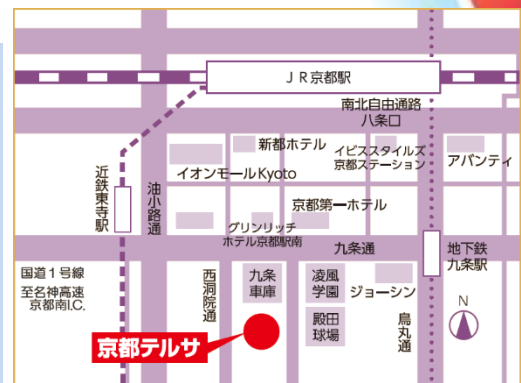 JR京都駅
南北自由通路
八条口
新都ホテル
イビススタイルズ
京都ステーション
アバンティ
イオンモールKyoto
近鉄東寺駅
油小路通
京都第一ホテル
グリンリッチ
ホテル京都駅南
九条通
地下鉄
九条駅
国道1号線
至名神高速
京都南I.C.
西洞院通
九条
車庫
凌風
学園
ジョーシン
殿田
球場
烏丸通
N
京都テルサ